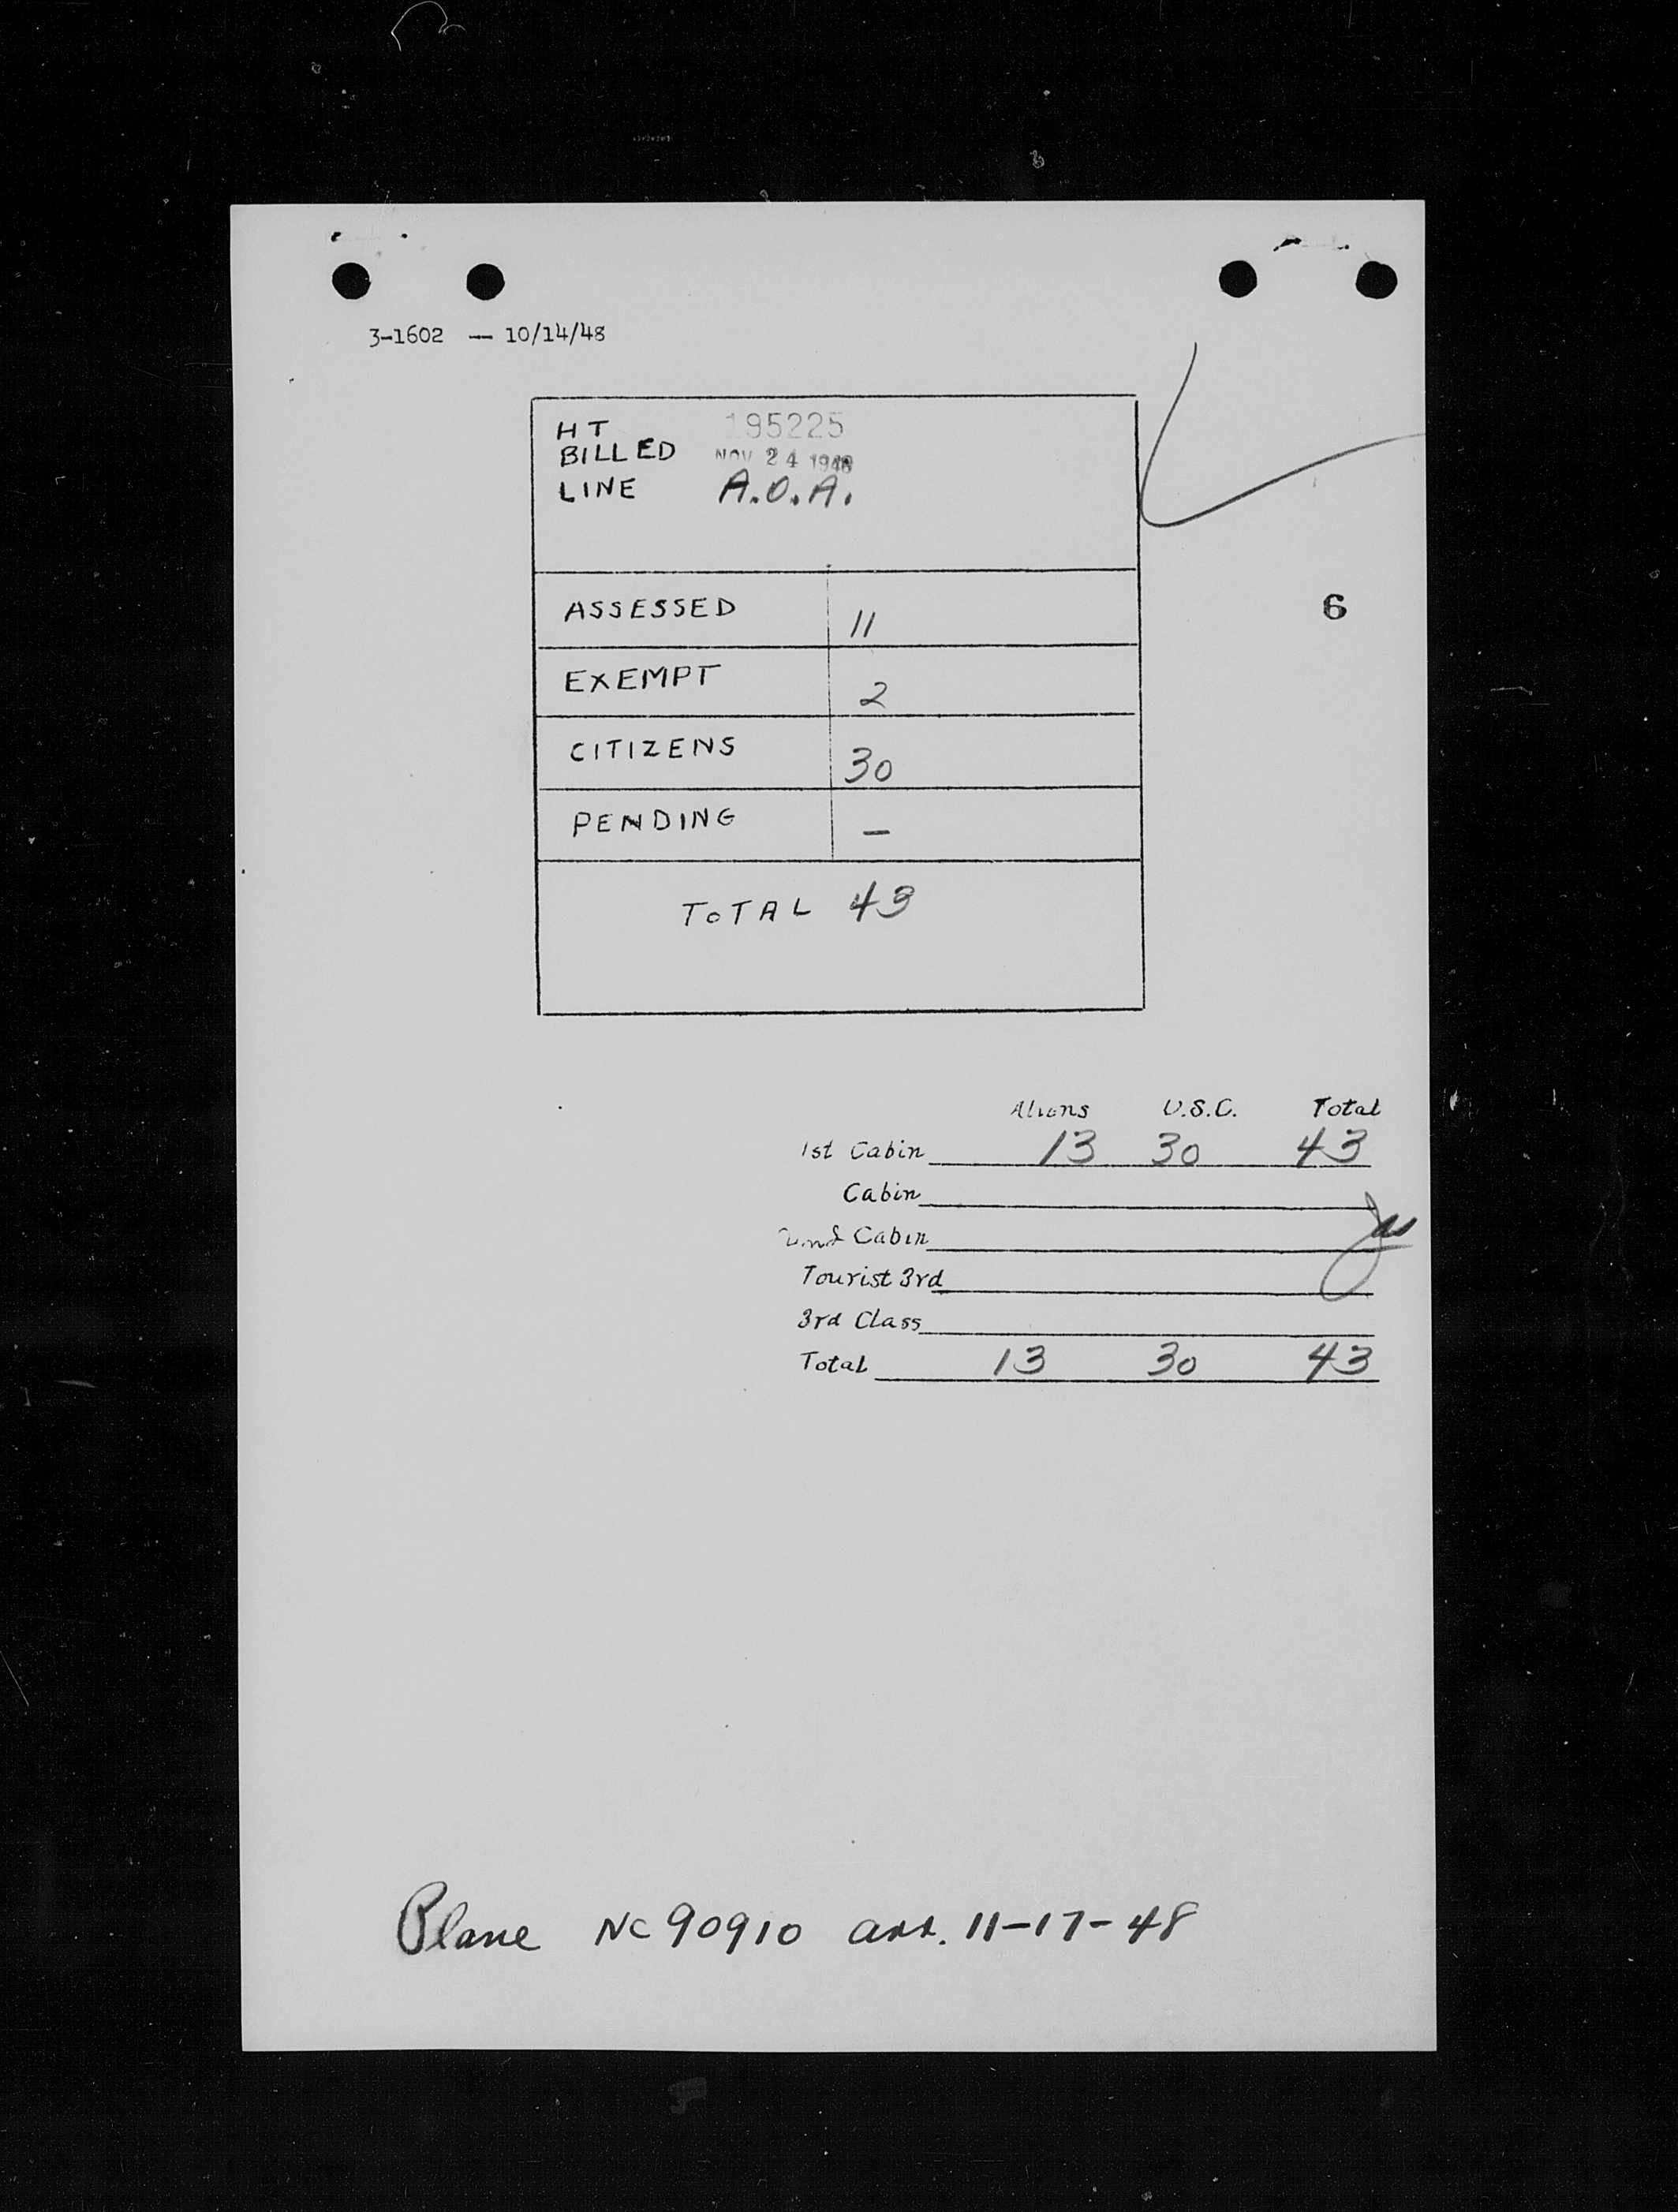 3-1602 — 10/14/48
HT 195225
BILLED NOV 24 1948
LINE A.O.A.
6
ASSESSED 11
EXEMPT 2
CITIZENS 30
PENDING —
TOTAL 43
Aliens U.S.C. Total
1st Cabin 13 30 43
Cabin
Cabin
Tourist 3rd
3rd Class
Total 13 30 43
Plane NC 90910 arr. 11-17-48